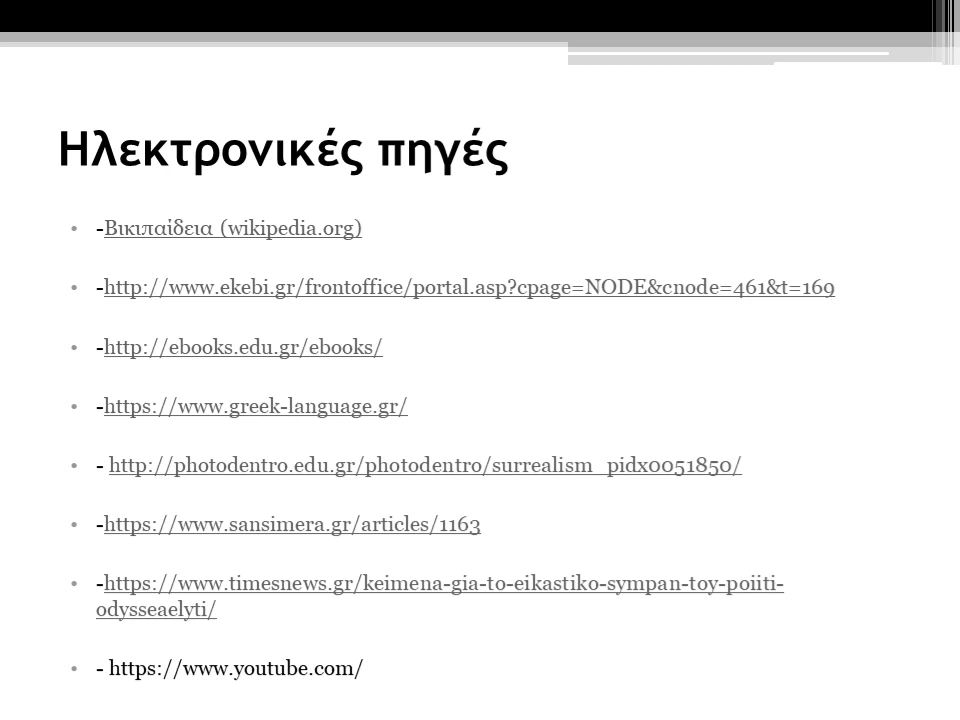 Ηλεκτρονικές πηγές
• -Βικιπαίδεια (wikipedia.org)
• -http://www.ekebi.gr/frontoffice/portal.asp?cpage=NODE&cnode=461&t=169
• -http://ebooks.edu.gr/ebooks/
• -https://www.greek-language.gr/
• - http://photodentro.edu.gr/photodentro/surrealism_pidx0051850/
• -https://www.sansimera.gr/articles/1163
• -https://www.timesnews.gr/keimena-gia-to-eikastiko-sympan-toy-poiiti-
odysseaelyti/
• - https://www.youtube.com/